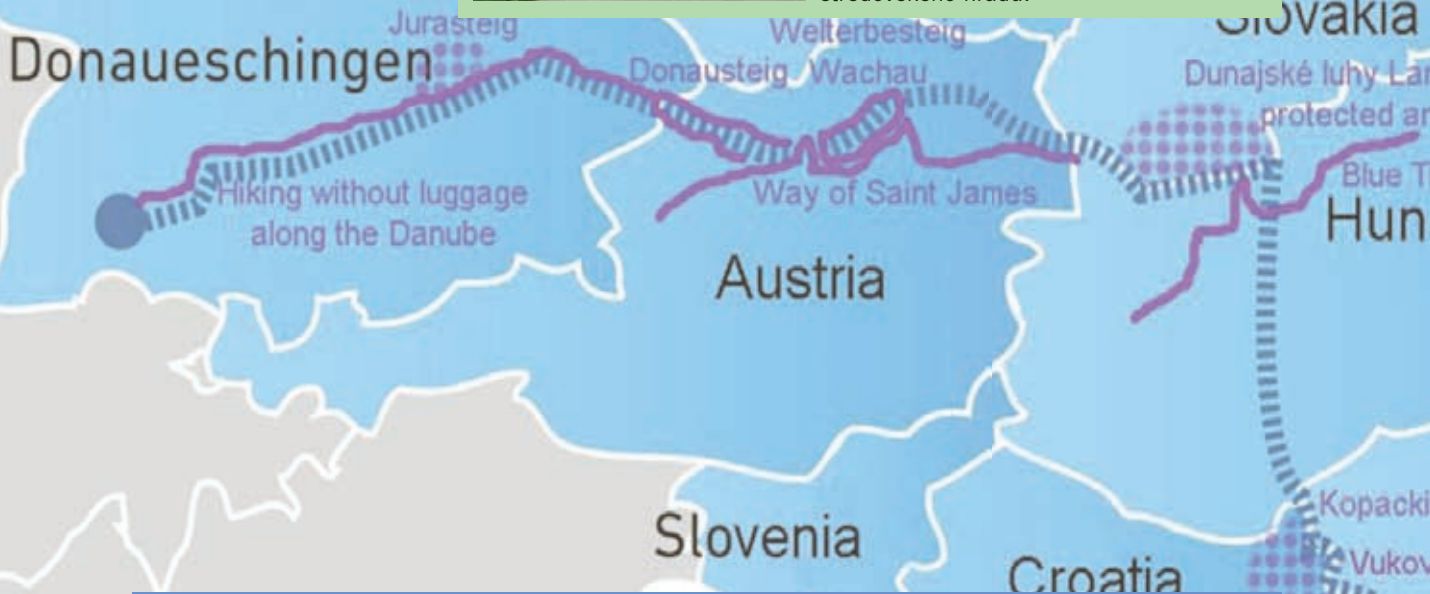 Slovakia
Jurasteig
Welterbesteig
Donaueschingen
Donausteig Wachau
Dunajské luhy
protected
Hiking without luggage
along the Danube
Way of Saint James
Blue
Hun
Austria
Kopacki
Slovenia
Vukov
Croatia